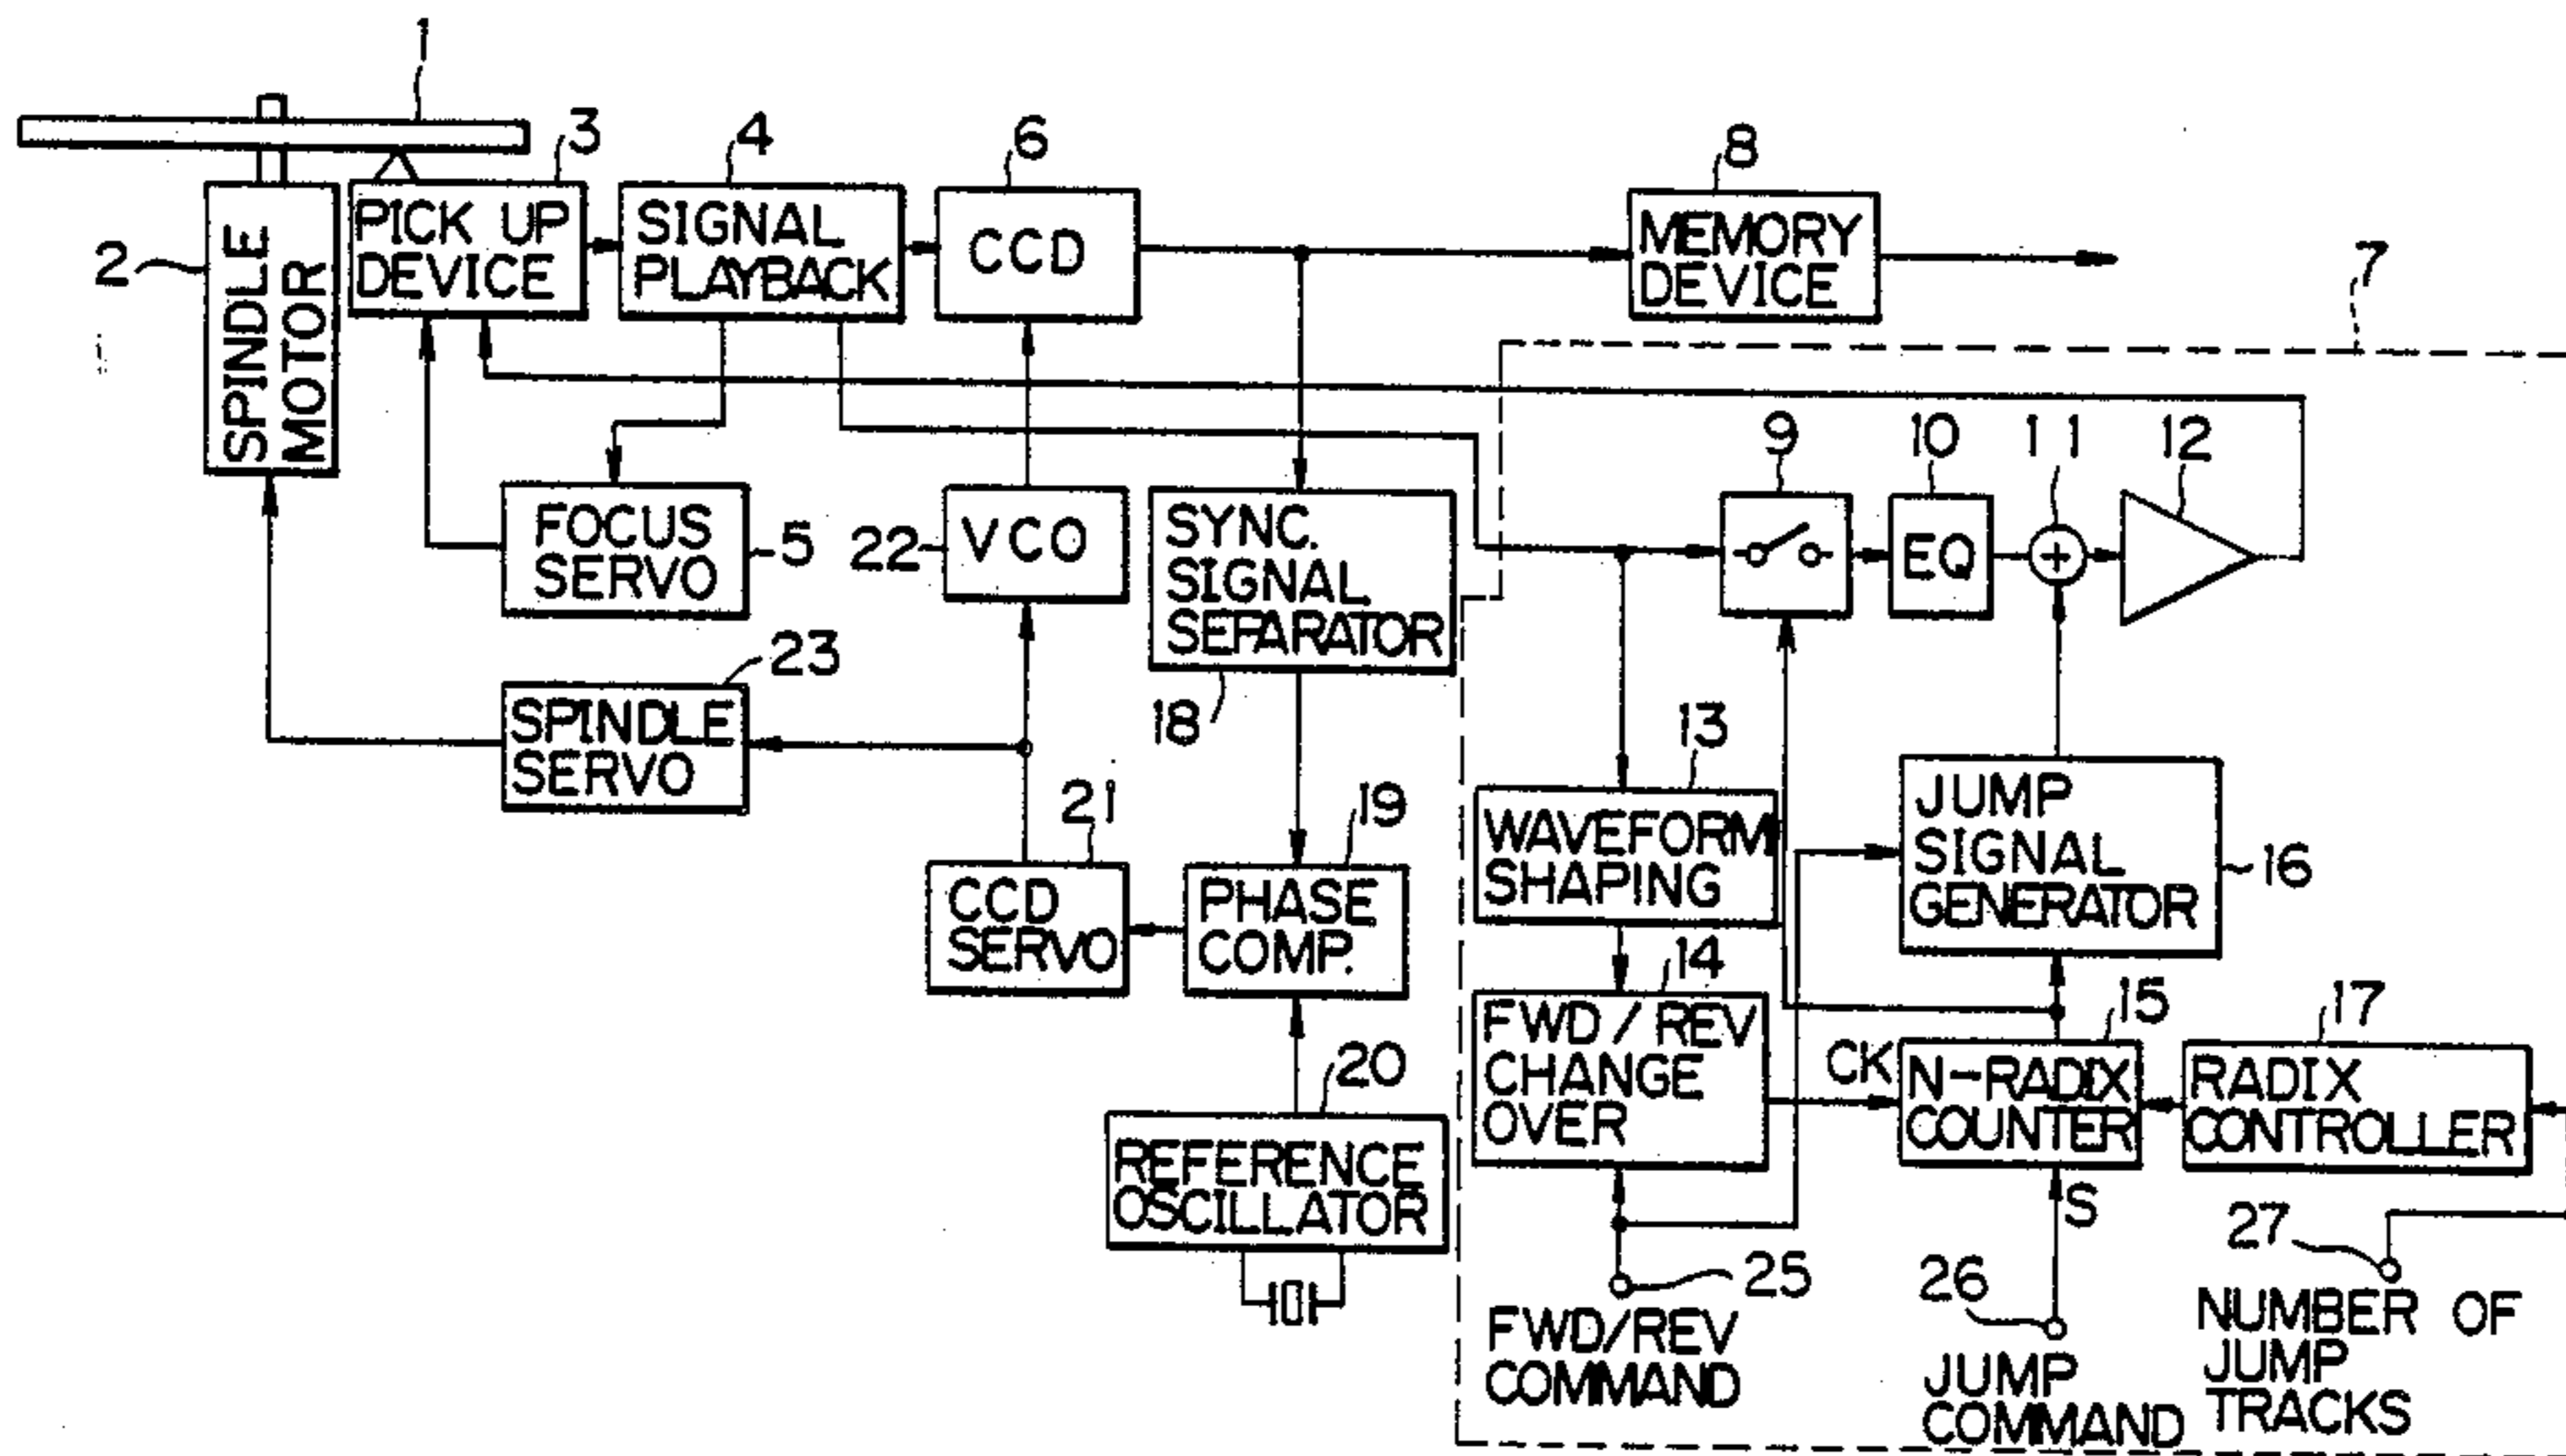 1
2
SPINDLE
MOTOR
3
PICK UP
DEVICE
4
SIGNAL
PLAYBACK
6
CCD
8
MEMORY
DEVICE
7
FOCUS
SERVO
5
22
VCO
SYNC.
SIGNAL
SEPARATOR
18
9
10
EQ
11
+
12
23
SPINDLE
SERVO
21
CCD
SERVO
19
PHASE
COMP.
20
REFERENCE
OSCILLATOR
13
WAVEFORM
SHAPING
14
FWD/REV
CHANGE
OVER
JUMP
SIGNAL
GENERATOR
16
CK
15
N-RADIX
COUNTER
17
RADIX
CONTROLLER
S
25
FWD/REV
COMMAND
26
JUMP
COMMAND
27
NUMBER OF
JUMP
TRACKS